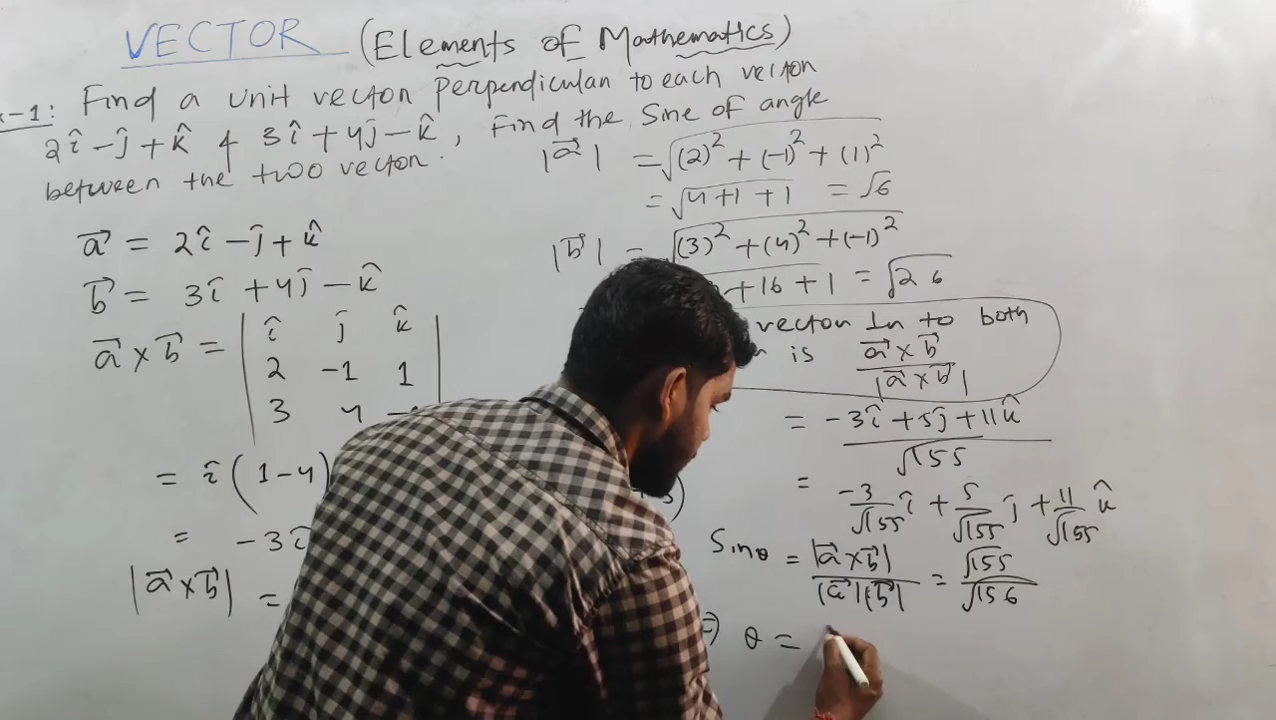 VECTOR (Elements of Mathematics)
-1: Find a unit vector perpendicular to each vector
2î - ĵ + k̂ & 3î + 4ĵ - k̂, Find the Sine of angle
between the two vector.
a⃗ = 2î - ĵ + k̂
b⃗ = 3î + 4ĵ - k̂
a⃗ × b⃗ = | î ĵ k̂ |
2 -1 1
3 4 -
= î(1-4)
= -3î
|a⃗ × b⃗| =
|a⃗| = √(2)² + (-1)² + (1)²
= √4+1+1 = √6
|b⃗| = √(3)² + (4)² + (-1)²
+ 16 + 1 = √26
vector ln to both
is a⃗ × b⃗ / |a⃗ × b⃗|
= -3î + 5ĵ + 11k̂ / √155
= -3/√155 î + 5/√155 ĵ + 11/√155 k̂
Sinθ = |a⃗ × b⃗| / |a⃗||b⃗| = √155 / √156
⇒ θ =